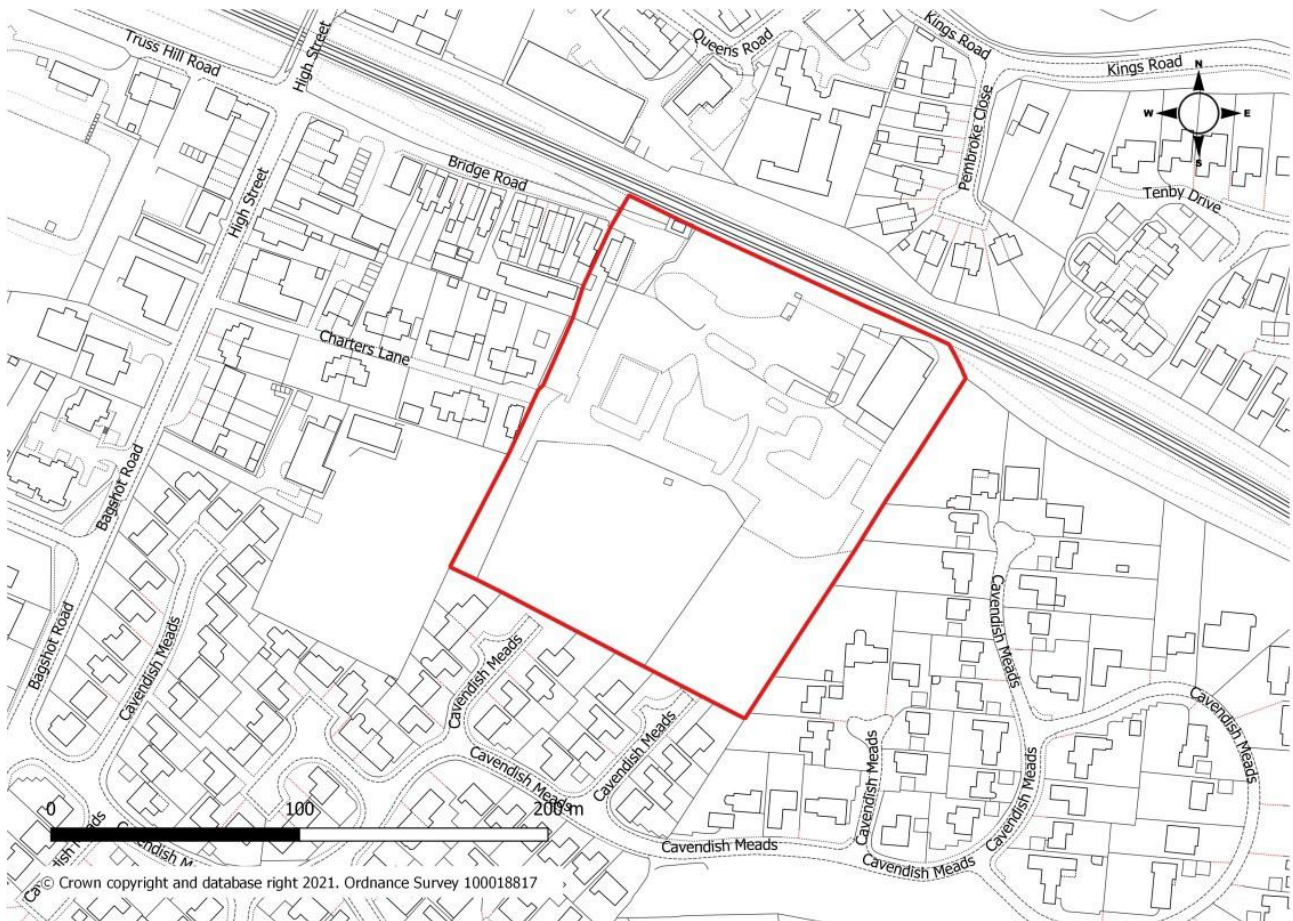 Truss Hill Road
High Street
Queens Road
Kings Road
Kings Road
N
W
E
S
Pembroke Close
Tenby Drive
Bridge Road
High Street
Charters Lane
Bagshot Road
Bagshot Road
Cavendish Meads
Cavendish Meads
Cavendish Meads
Cavendish Meads
Cavendish Meads
Cavendish Meads
Cavendish Meads
Cavendish Meads
Cavendish Meads
Cavendish Meads
0
100
200 m
Cavendish Meads
© Crown copyright and database right 2021. Ordnance Survey 100018817